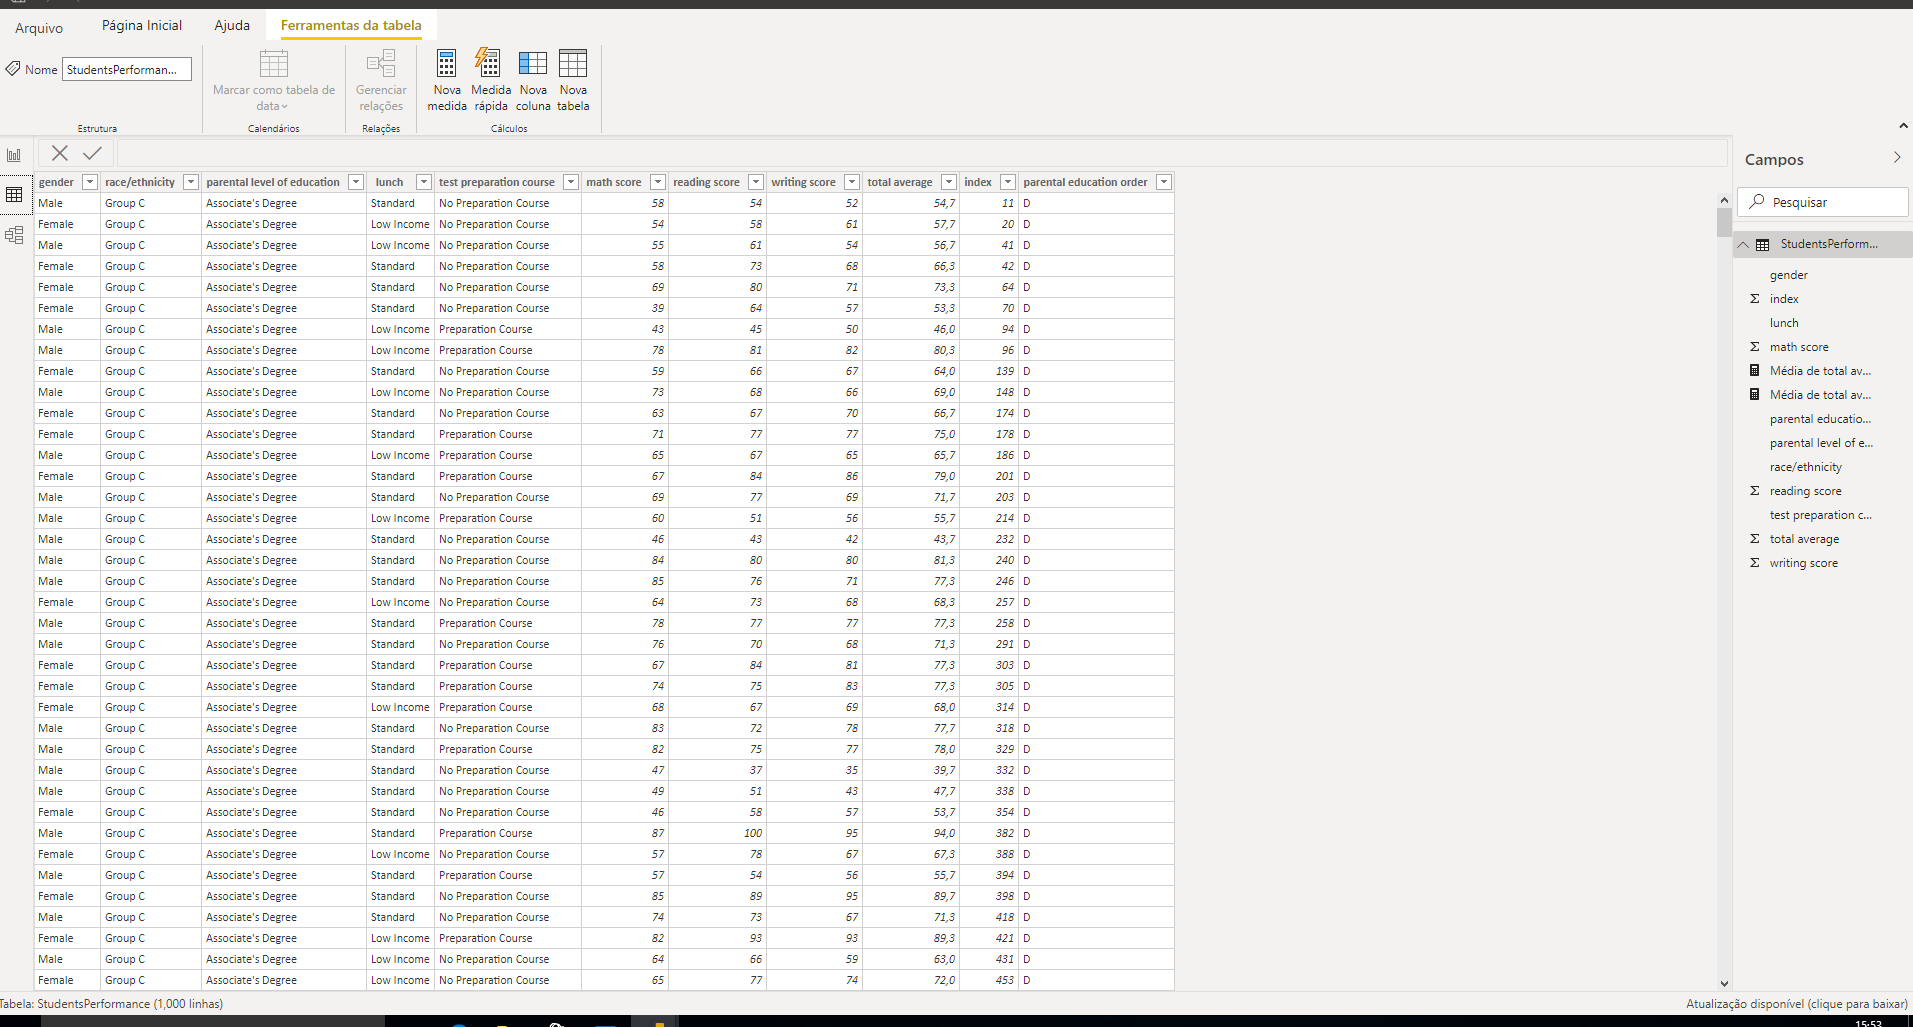 Arquivo Página Inicial Ajuda Ferramentas da tabela
Nome StudentsPerforman...
Marcar como tabela de data
Gerenciar relações
Nova medida
Medida rápida
Nova coluna
Nova tabela
Estrutura Calendários Relações Cálculos
gender race/ethnicity parental level of education lunch test preparation course math score reading score writing score total average index parental education order
Male Group C Associate's Degree Standard No Preparation Course 58 54 52 54,7 11 D
Female Group C Associate's Degree Low Income No Preparation Course 54 58 61 57,7 20 D
Male Group C Associate's Degree Low Income No Preparation Course 55 61 54 56,7 41 D
Female Group C Associate's Degree Standard No Preparation Course 58 73 68 66,3 42 D
Female Group C Associate's Degree Standard No Preparation Course 69 80 71 73,3 64 D
Female Group C Associate's Degree Standard No Preparation Course 39 64 57 53,3 70 D
Male Group C Associate's Degree Low Income Preparation Course 43 45 50 46,0 94 D
Male Group C Associate's Degree Low Income Preparation Course 78 81 82 80,3 96 D
Female Group C Associate's Degree Standard No Preparation Course 59 66 67 64,0 139 D
Male Group C Associate's Degree Low Income No Preparation Course 73 68 66 69,0 148 D
Female Group C Associate's Degree Standard No Preparation Course 63 67 70 66,7 174 D
Female Group C Associate's Degree Standard Preparation Course 71 77 77 75,0 178 D
Male Group C Associate's Degree Low Income Preparation Course 65 67 65 65,7 186 D
Female Group C Associate's Degree Standard Preparation Course 67 84 86 79,0 201 D
Male Group C Associate's Degree Standard No Preparation Course 69 77 69 71,7 203 D
Male Group C Associate's Degree Low Income Preparation Course 60 51 56 55,7 214 D
Male Group C Associate's Degree Standard No Preparation Course 46 43 42 43,7 232 D
Male Group C Associate's Degree Standard No Preparation Course 84 80 80 81,3 240 D
Male Group C Associate's Degree Standard No Preparation Course 85 76 71 77,3 246 D
Female Group C Associate's Degree Low Income No Preparation Course 64 73 68 68,3 257 D
Male Group C Associate's Degree Standard Preparation Course 78 77 77 77,3 258 D
Male Group C Associate's Degree Standard No Preparation Course 76 70 68 71,3 291 D
Female Group C Associate's Degree Standard Preparation Course 67 84 81 77,3 303 D
Female Group C Associate's Degree Standard Preparation Course 74 75 83 77,3 305 D
Female Group C Associate's Degree Low Income Preparation Course 68 67 69 68,0 314 D
Male Group C Associate's Degree Standard No Preparation Course 83 72 78 77,7 318 D
Male Group C Associate's Degree Standard Preparation Course 82 75 77 78,0 329 D
Male Group C Associate's Degree Standard No Preparation Course 47 37 35 39,7 332 D
Male Group C Associate's Degree Standard No Preparation Course 49 51 43 47,7 338 D
Female Group C Associate's Degree Standard No Preparation Course 46 58 57 53,7 354 D
Male Group C Associate's Degree Standard Preparation Course 87 100 95 94,0 382 D
Female Group C Associate's Degree Low Income No Preparation Course 57 78 67 67,3 388 D
Male Group C Associate's Degree Standard Preparation Course 57 54 56 55,7 394 D
Female Group C Associate's Degree Standard No Preparation Course 85 89 95 89,7 398 D
Male Group C Associate's Degree Standard No Preparation Course 74 73 67 71,3 418 D
Female Group C Associate's Degree Low Income Preparation Course 82 93 93 89,3 421 D
Male Group C Associate's Degree Low Income No Preparation Course 64 66 59 63,0 431 D
Female Group C Associate's Degree Low Income No Preparation Course 65 77 74 72,0 453 D
Campos
Pesquisar
StudentsPerform...
gender
Σ index
lunch
Σ math score
Média de total av...
Média de total av...
parental educatio...
parental level of e...
race/ethnicity
Σ reading score
test preparation c...
Σ total average
Σ writing score
Tabela: StudentsPerformance (1,000 linhas)
Atualização disponível (clique para baixar)
15:53